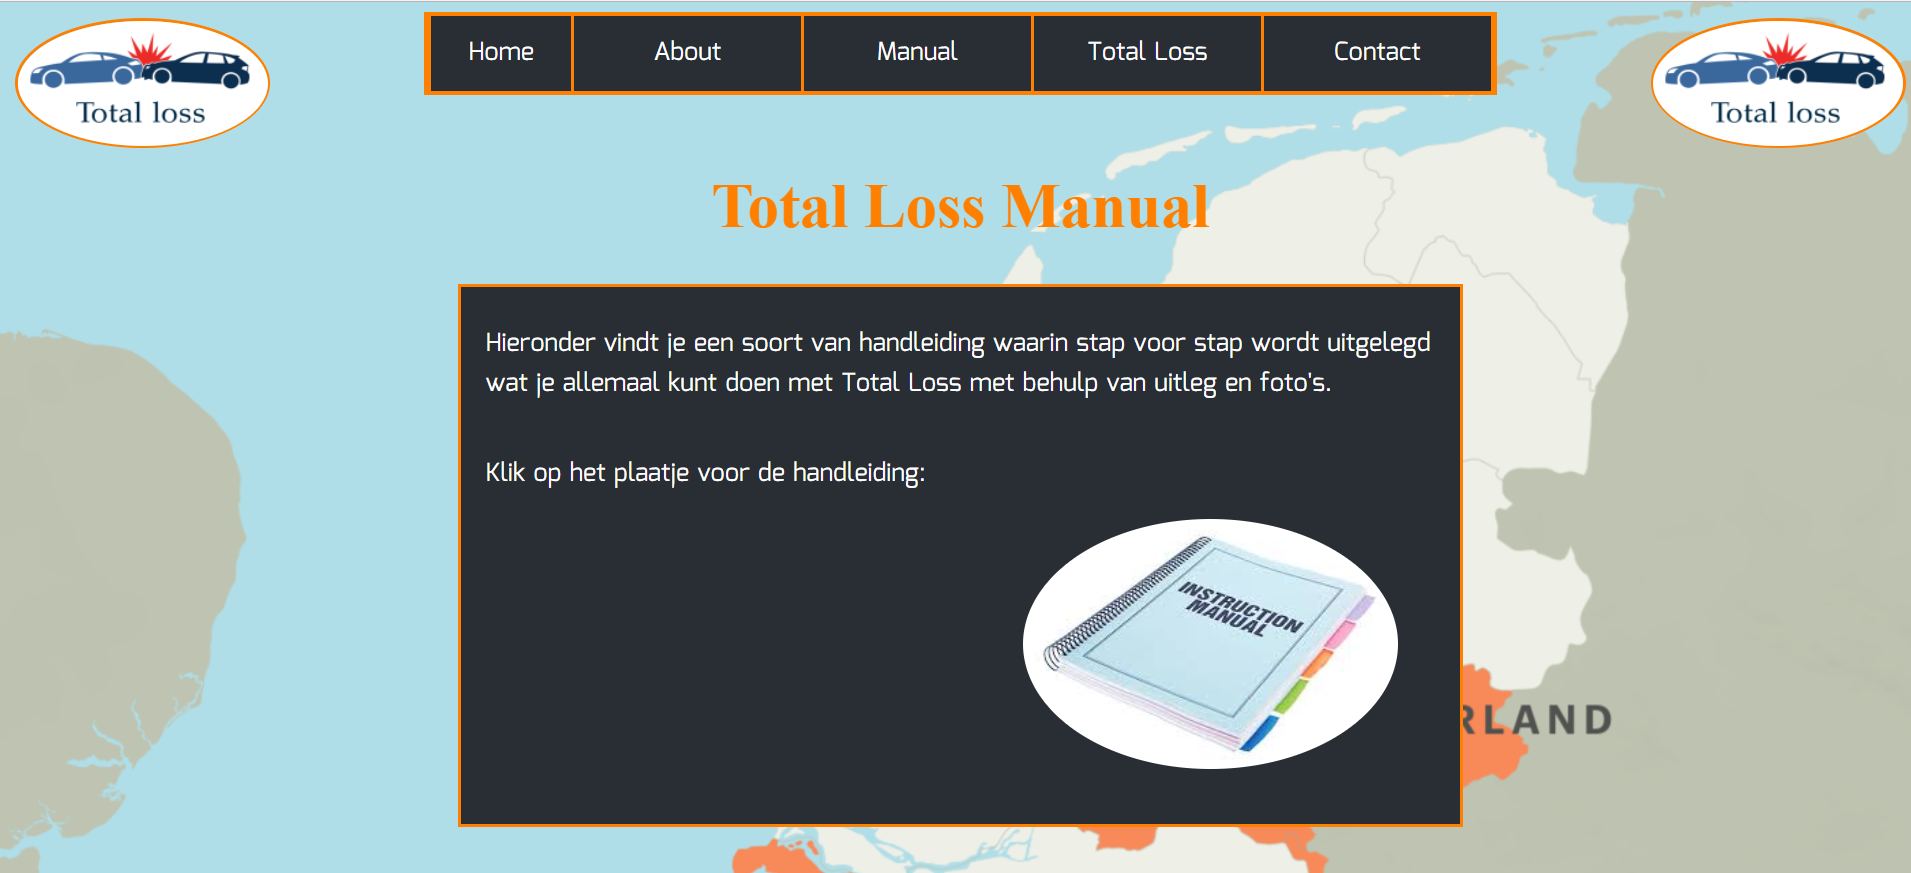 Total loss
Home
About
Manual
Total Loss
Contact
Total loss
Total Loss Manual
Hieronder vindt je een soort van handleiding waarin stap voor stap wordt uitgelegd
wat je allemaal kunt doen met Total Loss met behulp van uitleg en foto's.
Klik op het plaatje voor de handleiding:
INSTRUCTION
MANUAL
RLAND